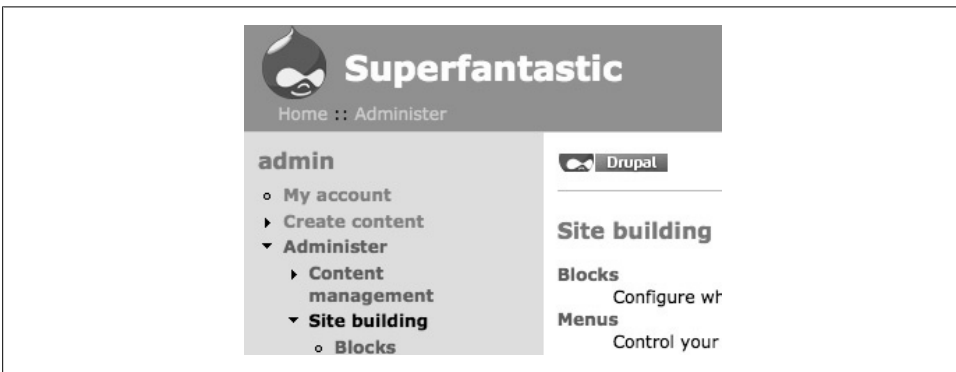 Superfantastic
Home :: Administer
admin
My account
Create content
Administer
Content
management
Site building
Blocks
Drupal
Site building
Blocks
Configure wh
Menus
Control your